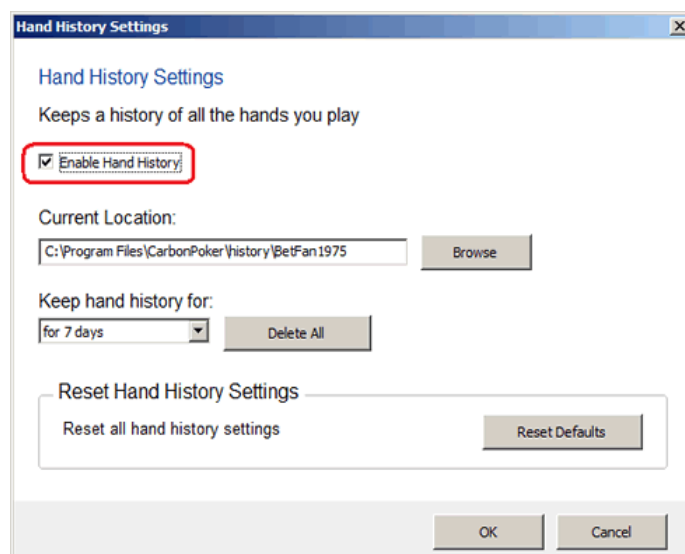 Hand History Settings
Hand History Settings
Keeps a history of all the hands you play
Enable Hand History
Current Location:
C:\Program Files\CarbonPoker\history\BetFan1975
Browse
Keep hand history for:
for 7 days
Delete All
Reset Hand History Settings
Reset all hand history settings
Reset Defaults
OK
Cancel